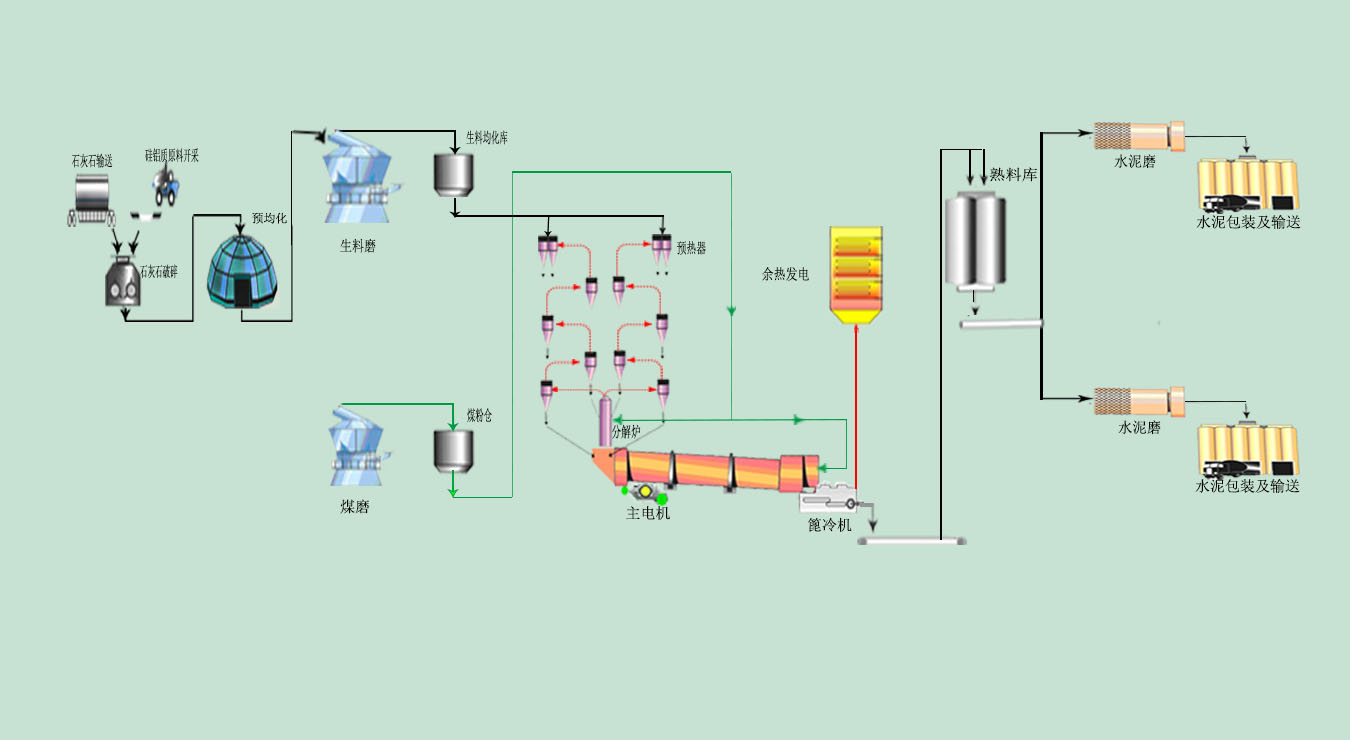 石灰石输送
硅铝质原料开采
石灰石破碎
预均化
生料磨
生料均化库
预热器
煤磨
煤粉仓
分解炉
主电机
余热发电
篦冷机
熟料库
水泥磨
水泥包装及输送
水泥磨
水泥包装及输送